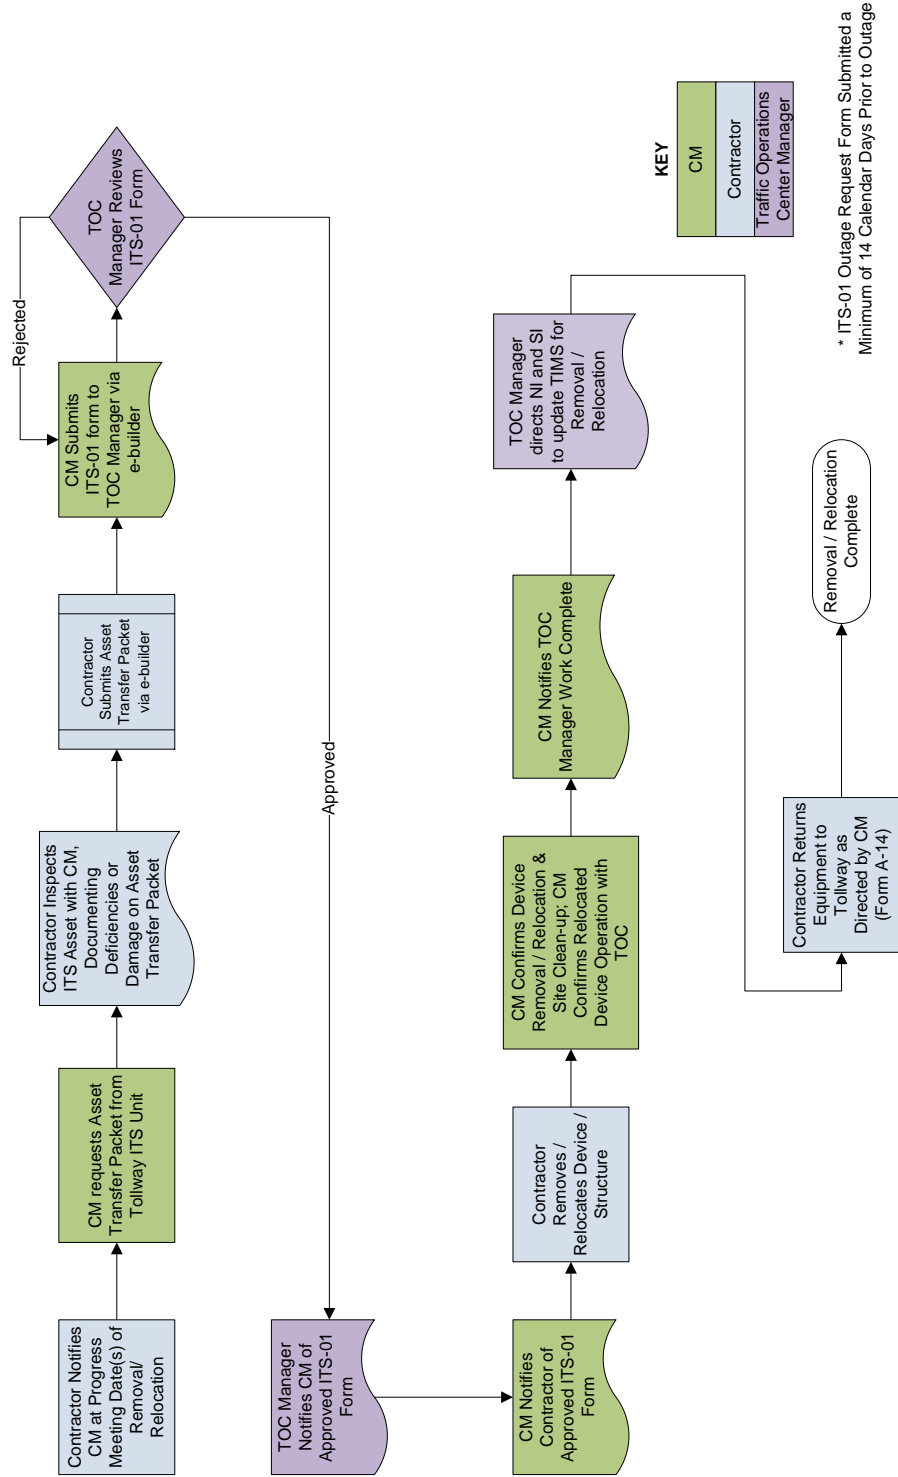 Contractor Notifies
CM at Progress
Meeting Date(s) of
Removal/
Relocation
CM requests Asset
Transfer Packet from
Tollway ITS Unit
Contractor Inspects
ITS Asset with CM,
Documenting
Deficiencies or
Damage on Asset
Transfer Packet
Contractor
Submits Asset
Transfer Packet
via e-builder
CM Submits
ITS-01 form to
TOC Manager via
e-builder
Rejected
TOC
Manager Reviews
ITS-01 Form
Approved
TOC Manager
Notifies CM of
Approved ITS-01
Form
CM Notifies
Contractor of
Approved ITS-01
Form
Contractor
Removes /
Relocates Device /
Structure
CM Confirms Device
Removal / Relocation &
Site Clean-up; CM
Confirms Relocated
Device Operation with
TOC
CM Notifies TOC
Manager Work Complete
TOC Manager
directs NI and SI
to update TIMS for
Removal /
Relocation
Contractor Returns
Equipment to
Tollway as
Directed by CM
(Form A-14)
Removal / Relocation
Complete
KEY
CM
Contractor
Traffic Operations
Center Manager
* ITS-01 Outage Request Form Submitted a
Minimum of 14 Calendar Days Prior to Outage